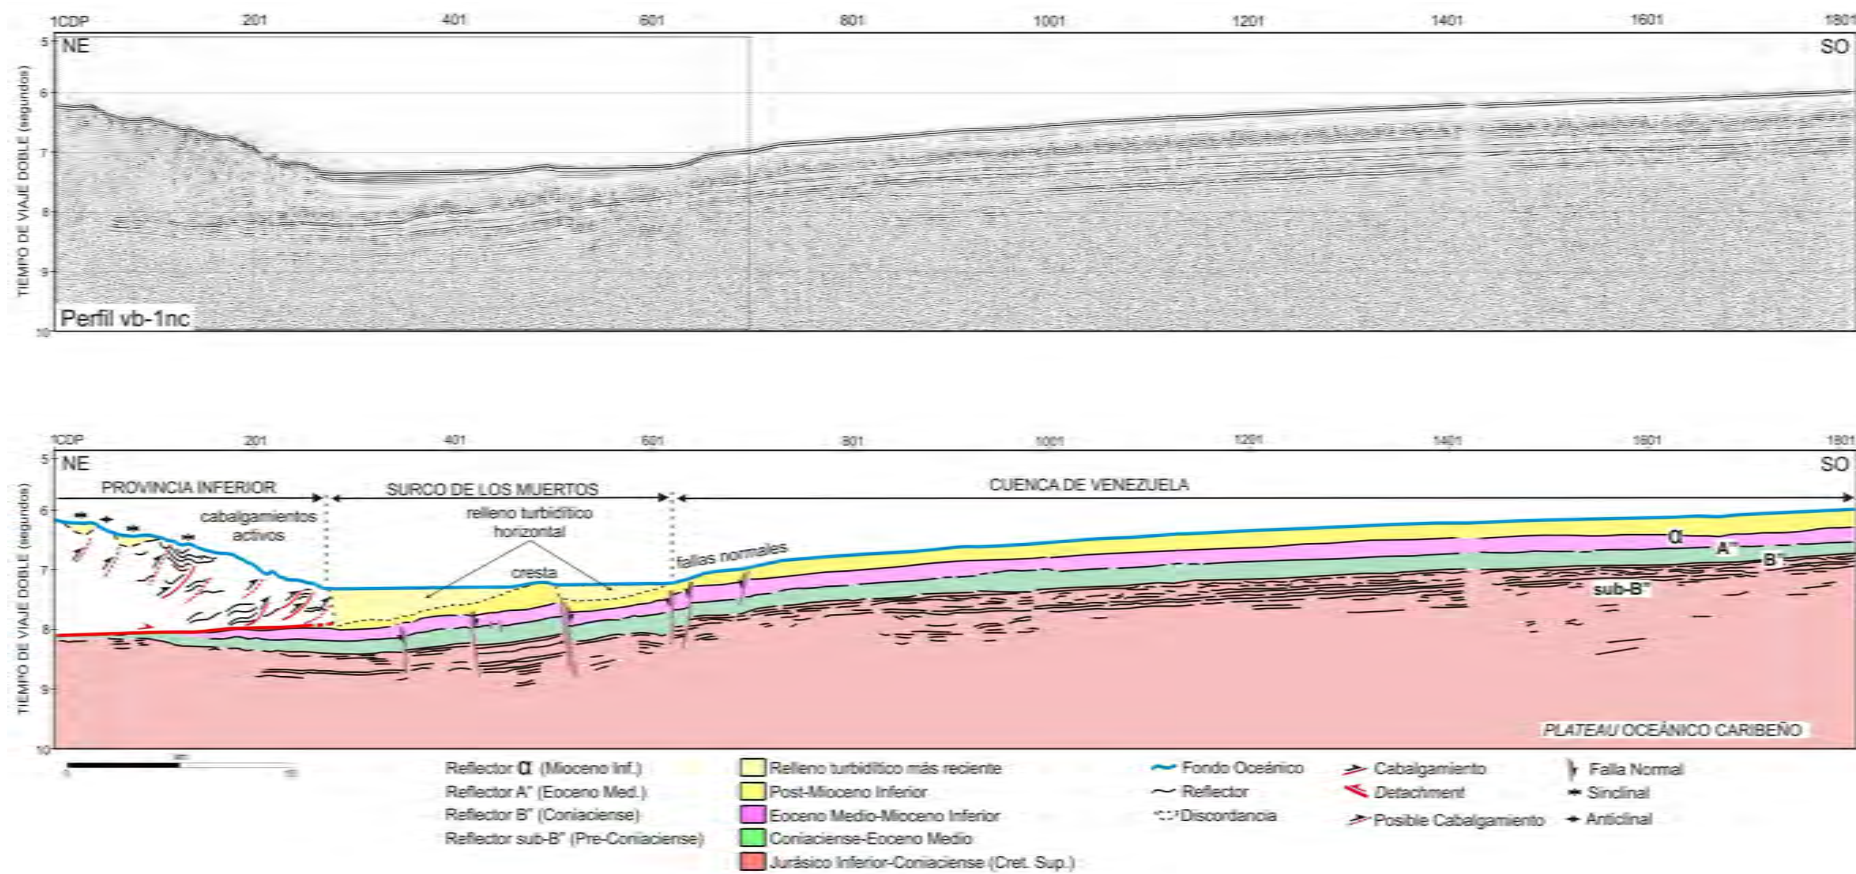 1CDP 201 401 601 801 1001 1201 1401 1601 1801
NE SO
TIEMPO DE VIAJE DOBLE (segundos)
5
6
7
8
9
10
Perfil vb-1nc
1CDP 201 401 601 801 1001 1201 1401 1601 1801
NE SO
TIEMPO DE VIAJE DOBLE (segundos)
5
6
7
8
9
10
PROVINCIA INFERIOR SURCO DE LOS MUERTOS CUENCA DE VENEZUELA
cabalgamientos
activos
relleno turbidítico
horizontal
cresta
fallas normales
α
A"
B"
sub-B"
PLATEAU OCEÁNICO CARIBEÑO
Reflector α (Mioceno Inf.)
Reflector A" (Eoceno Med.)
Reflector B" (Coniaciense)
Reflector sub-B" (Pre-Coniaciense)
Relleno turbidítico más reciente
Post-Mioceno Inferior
Eoceno Medio-Mioceno Inferior
Coniaciense-Eoceno Medio
Jurásico Inferior-Coniaciense (Cret. Sup.)
Fondo Oceánico
Reflector
Discordancia
Cabalgamiento
Detachment
Posible Cabalgamiento
Falla Normal
Sinclinal
Anticlinal